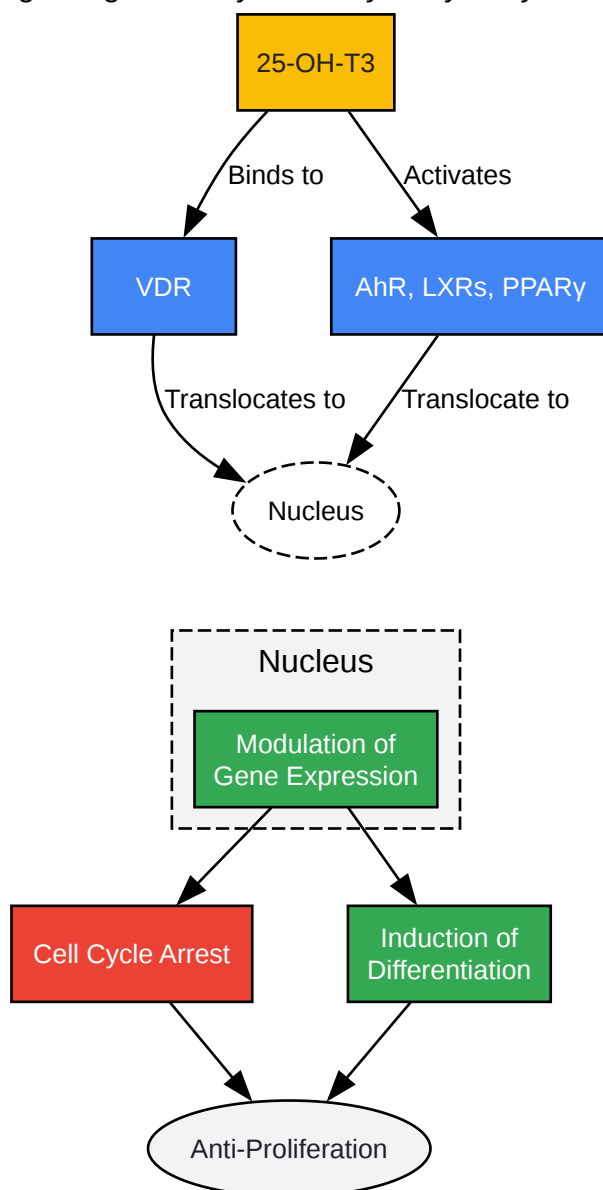 25-OH-T3
Binds to
Activates
VDR
AhR, LXRs, PPARγ
Translocates to
Translocate to
Nucleus
Nucleus
Modulation of
Gene Expression
Cell Cycle Arrest
Induction of
Differentiation
Anti-Proliferation